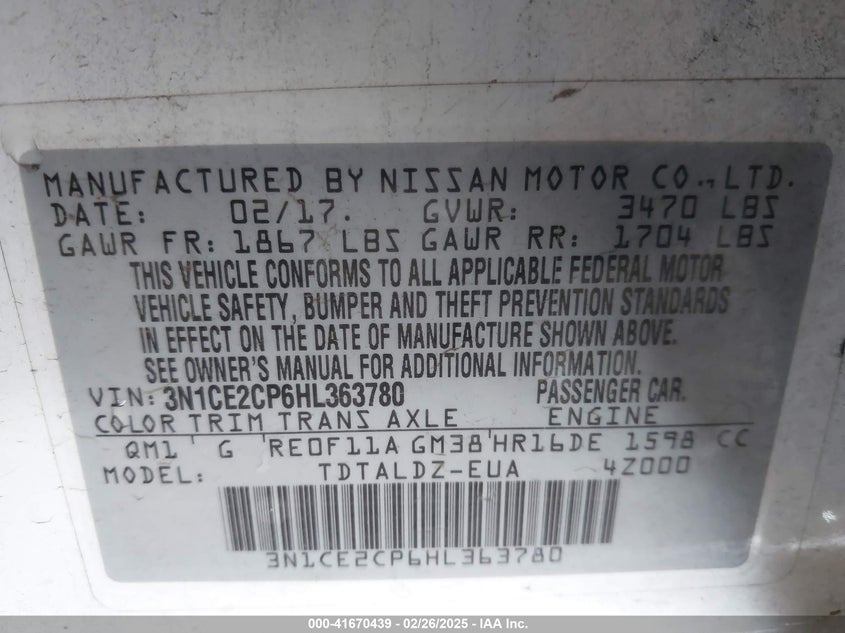 MANUFACTURED BY NISSAN MOTOR CO.,LTD.
DATE: 02/17. GVWR: 3470 LBS
GAWR FR: 1867 LBS GAWR RR: 1704 LBS
THIS VEHICLE CONFORMS TO ALL APPLICABLE FEDERAL MOTOR
VEHICLE SAFETY, BUMPER AND THEFT PREVENTION STANDARDS
IN EFFECT ON THE DATE OF MANUFACTURE SHOWN ABOVE.
SEE OWNER'S MANUAL FOR ADDITIONAL INFORMATION.
VIN: 3N1CE2CP6HL363780 PASSENGER CAR.
COLOR TRIM TRANS AXLE ENGINE
QM1 G RE0F11A GM38 HR16DE 1598 CC
MODEL: TDTALDZ-EUA 4Z000
3N1CE2CP6HL363780
000-41670439 - 02/26/2025 - IAA Inc.